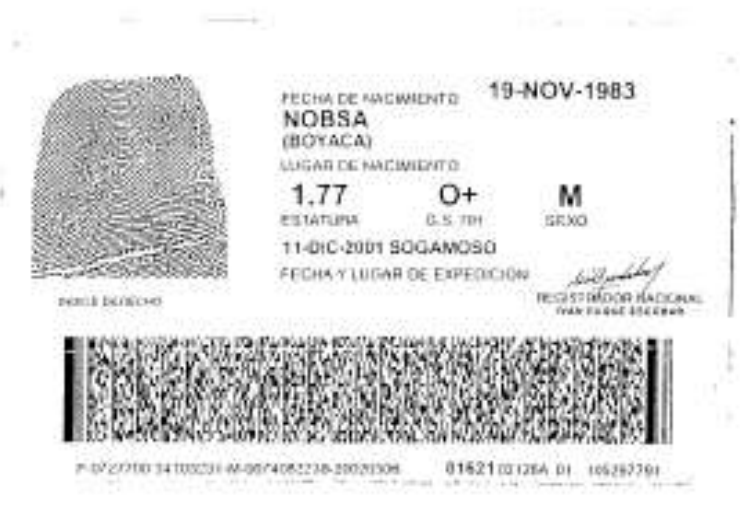 FECHA DE NACIMIENTO 19-NOV-1983
NOBSA
(BOYACA)
LUGAR DE NACIMIENTO
1.77 O+ M
ESTATURA G.S. RH SEXO
11-DIC-2001 SOGAMOSO
FECHA Y LUGAR DE EXPEDICION
INDICE DERECHO
REGISTRADOR NACIONAL
01621